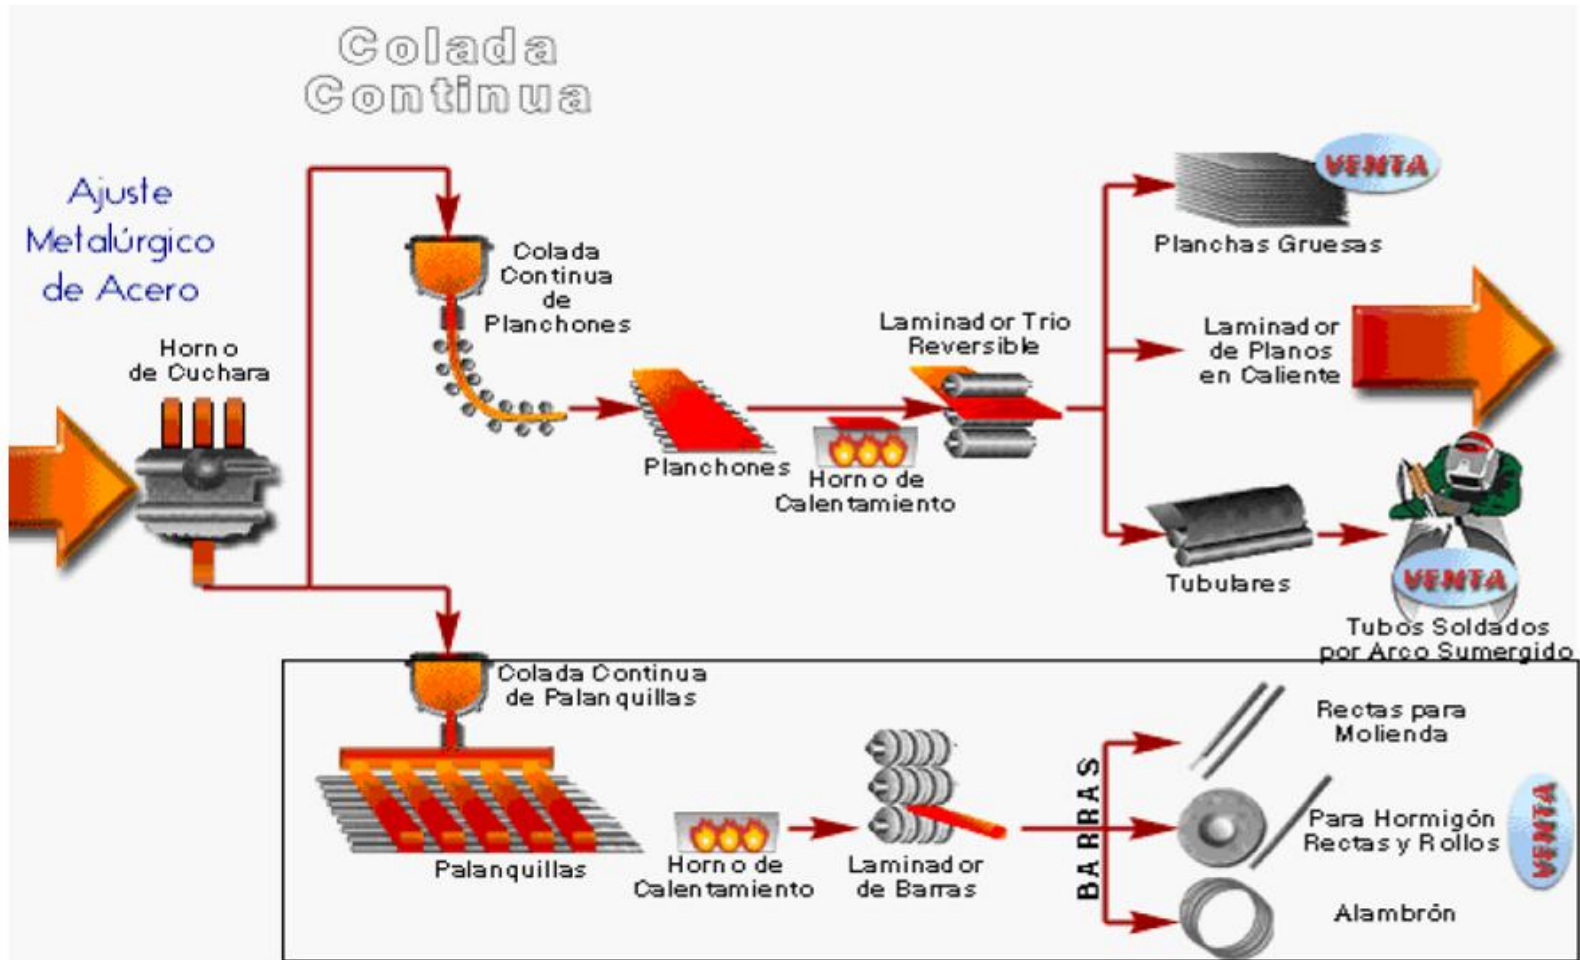 Colada
Continua
Ajuste
Metalúrgico
de Acero
Horno
de Cuchara
Colada
Continua
de
Planchones
Planchones
Horno de
Calentamiento
Laminador Trio
Reversible
VENTA
Planchas Gruesas
Laminador
de Planos
en Caliente
Tubulares
VENTA
Tubos Soldados
por Arco Sumergido
Colada Continua
de Palanquillas
Palanquillas
Horno de
Calentamiento
Laminador
de Barras
BARRAS
Rectas para
Molienda
Para Hormigón
Rectas y Rollos
VENTA
Alambrón